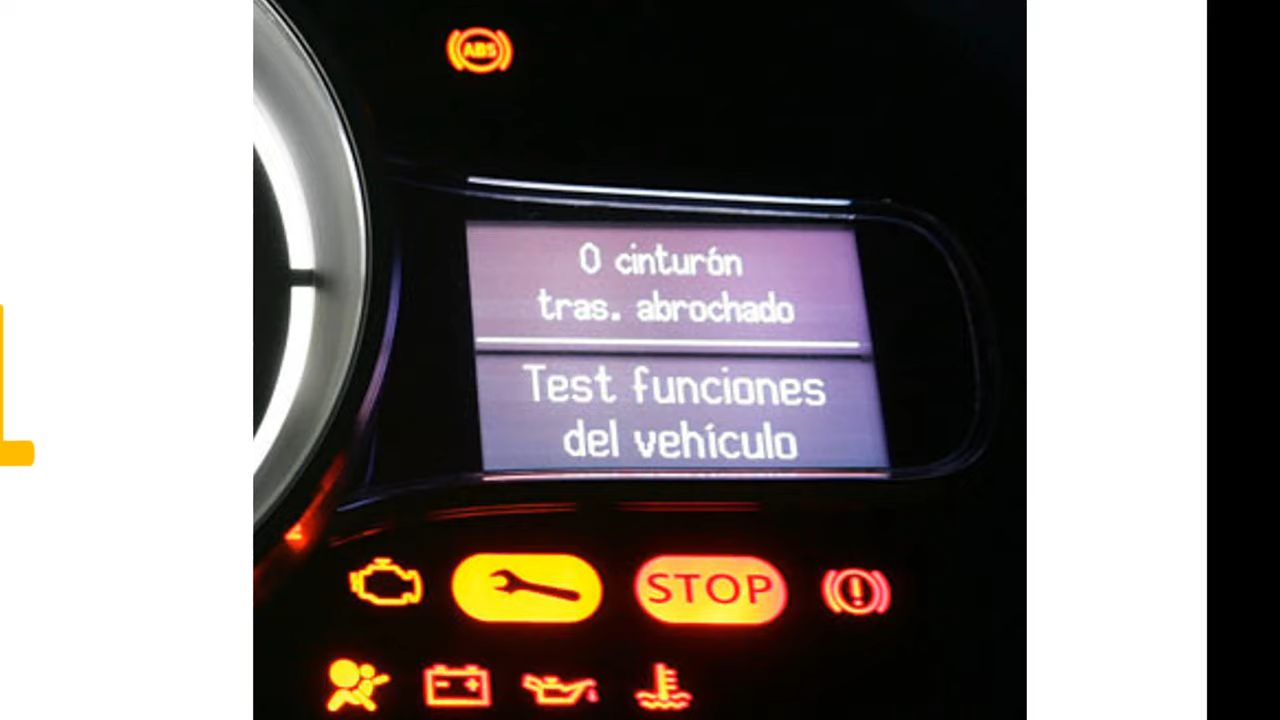 ABS
0 cinturón
tras. abrochado
Test funciones
del vehículo
STOP